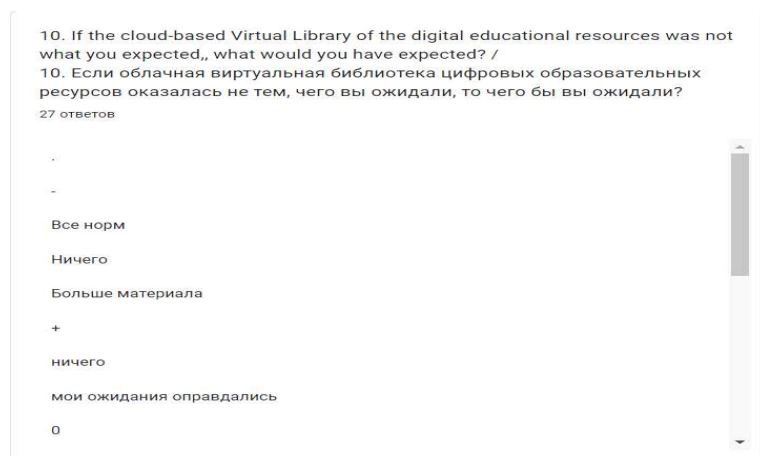 10. If the cloud-based Virtual Library of the digital educational resources was not
what you expected,, what would you have expected? /
10. Если облачная виртуальная библиотека цифровых образовательных
ресурсов оказалась не тем, чего вы ожидали, то чего бы вы ожидали?
27 ответов
.
-
Все норм
Ничего
Больше материала
+
ничего
мои ожидания оправдались
0